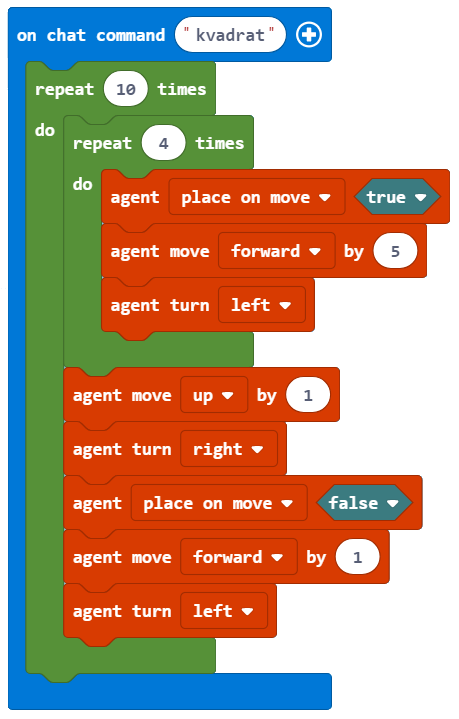 on chat command "kvadrat"
repeat 10 times
do
repeat 4 times
do
agent place on move true
agent move forward by 5
agent turn left
agent move up by 1
agent turn right
agent place on move false
agent move forward by 1
agent turn left